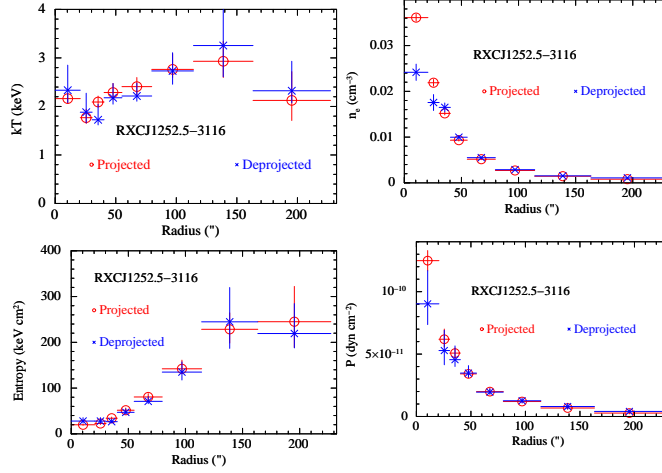 4
3
2
1
0
kT (keV)
RXCJ1252.5−3116
Projected
Deprojected
0 50 100 150 200
Radius (")
0.03
0.02
0.01
0
n_e (cm⁻³)
RXCJ1252.5−3116
Projected
Deprojected
0 50 100 150 200
Radius (")
400
300
200
100
0
Entropy (keV cm²)
RXCJ1252.5−3116
Projected
Deprojected
0 50 100 150 200
Radius (")
10⁻¹⁰
5×10⁻¹¹
0
P (dyn cm⁻²)
RXCJ1252.5−3116
Projected
Deprojected
0 50 100 150 200
Radius (")